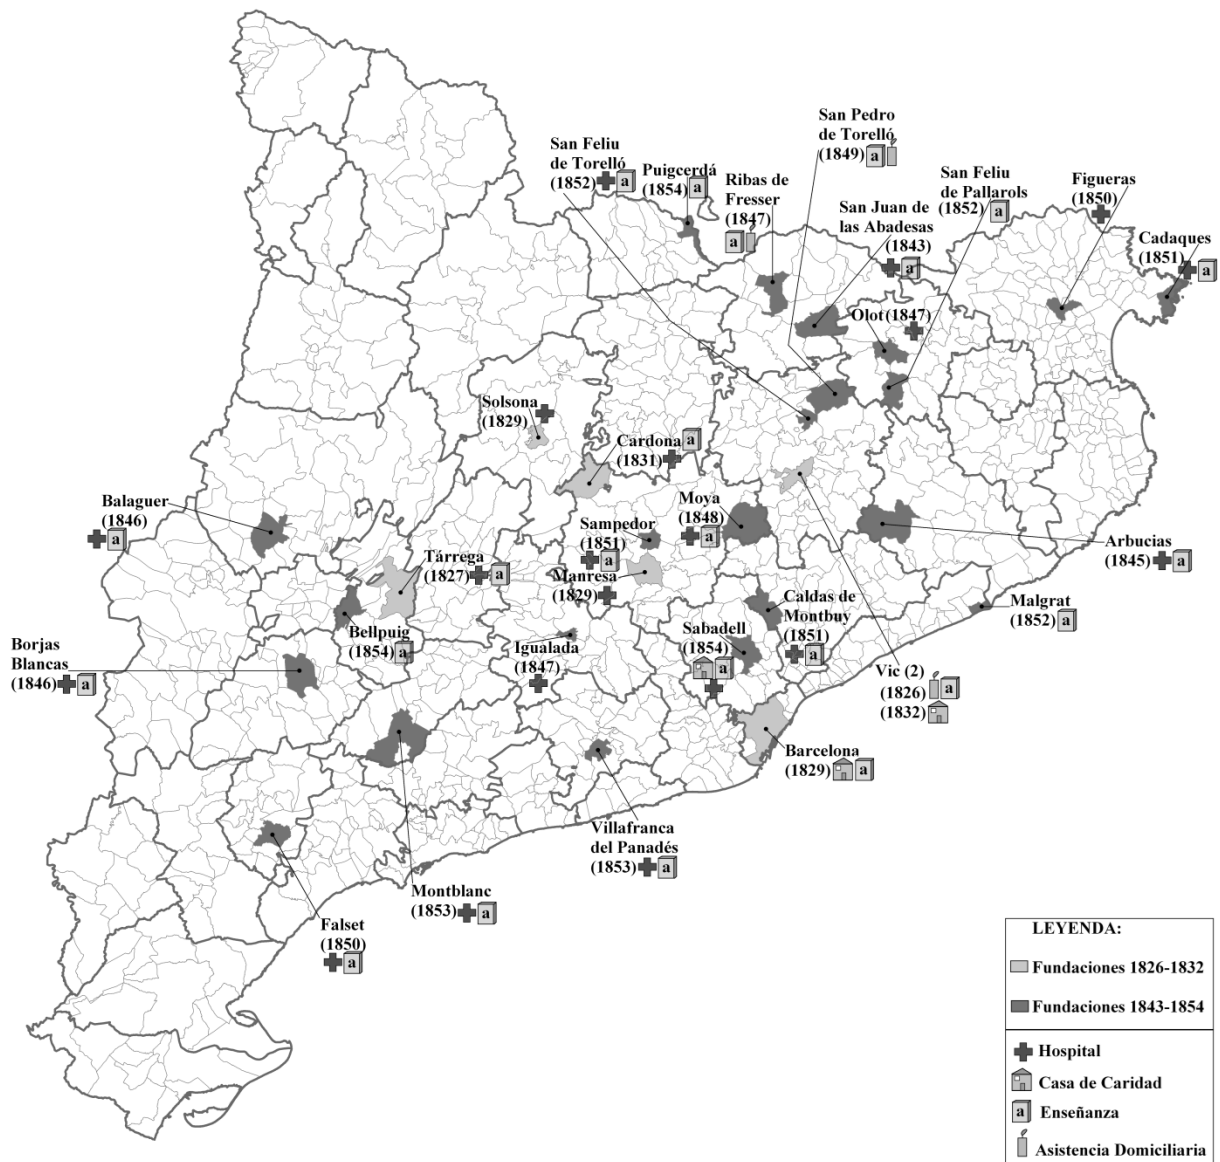 San Pedro
de Torelló
(1849) a
San Feliu
de Torelló
(1852) a
Puigcerdá
(1854) a
Ribas de
Fresser
(1847)
a
San Juan de
las Abadesas
(1843)
a
San Feliu
de Pallarols
(1852) a
Figueras
(1850)
Cadaques
(1851)
a
Olot (1847)
Solsona
(1829)
Cardona a
(1831)
Balaguer
(1846)
a
Moya
(1848)
a
Sampedor
(1851)
a
Manresa
(1829)
Tárrega
(1827) a
Arbucias
(1845) a
Malgrat
(1852) a
Caldas de
Montbuy
(1851)
a
Bellpuig
(1854) a
Igualada
(1847)
Sabadell
(1854)
a
Borjas
Blancas
(1846) a
Vic (2)
(1826) a
(1832)
Barcelona
(1829) a
Villafranca
del Panadés
(1853) a
Montblanc
(1853) a
Falset
(1850)
a
LEYENDA:
Fundaciones 1826-1832
Fundaciones 1843-1854
Hospital
Casa de Caridad
a Enseñanza
Asistencia Domiciliaria